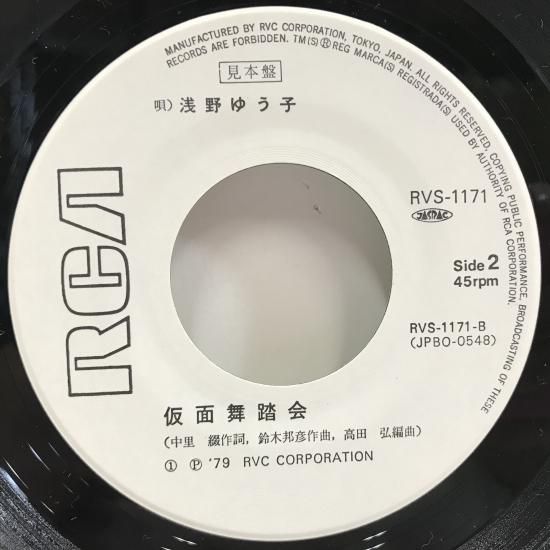 MANUFACTURED BY RVC CORPORATION, TOKYO, JAPAN. ALL RIGHTS RESERVED, COPYING PUBLIC PERFORMANCE, BROADCASTING OF THESE
RECORDS ARE FORBIDDEN. TM(S)®REG MARCA(S) REGISTRADA(S) USED BY AUTHORITY OF RCA CORPORATION.
見本盤
唄)浅野ゆう子
RCA
RVS-1171
JASRAC
Side 2
45rpm
RVS-1171-B
(JPBO-0548)
仮面舞踏会
(中里 綴作詞, 鈴木邦彦作曲, 高田 弘編曲)
① Ⓟ '79 RVC CORPORATION